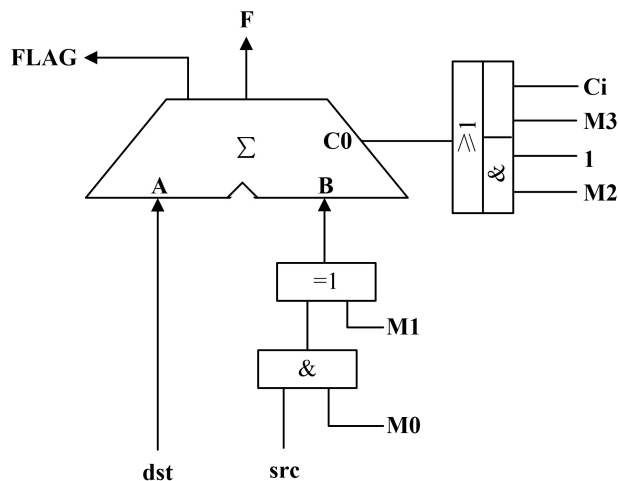 F
FLAG
Ci
≥1
M3
Σ
C0
1
&
M2
A
B
=1
M1
&
M0
dst
src